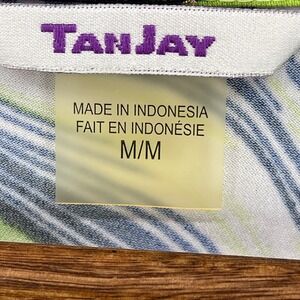 TANJAY
MADE IN INDONESIA
FAIT EN INDONÉSIE
M/M